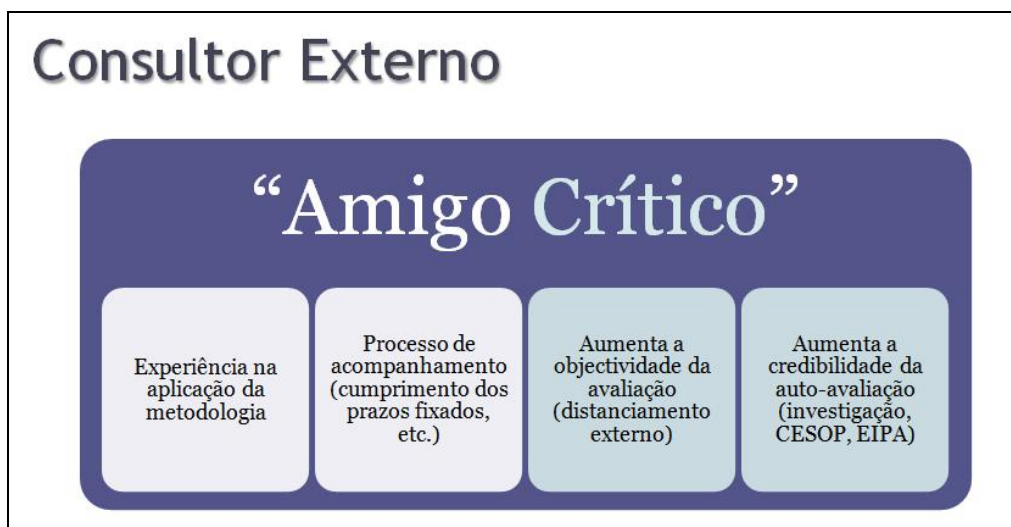 Consultor Externo
“Amigo Crítico”
Experiência na
aplicação da
metodologia
Processo de
acompanhamento
(cumprimento dos
prazos fixados,
etc.)
Aumenta a
objectividade da
avaliação
(distanciamento
externo)
Aumenta a
credibilidade da
auto-avaliação
(investigação,
CESOP, EIPA)